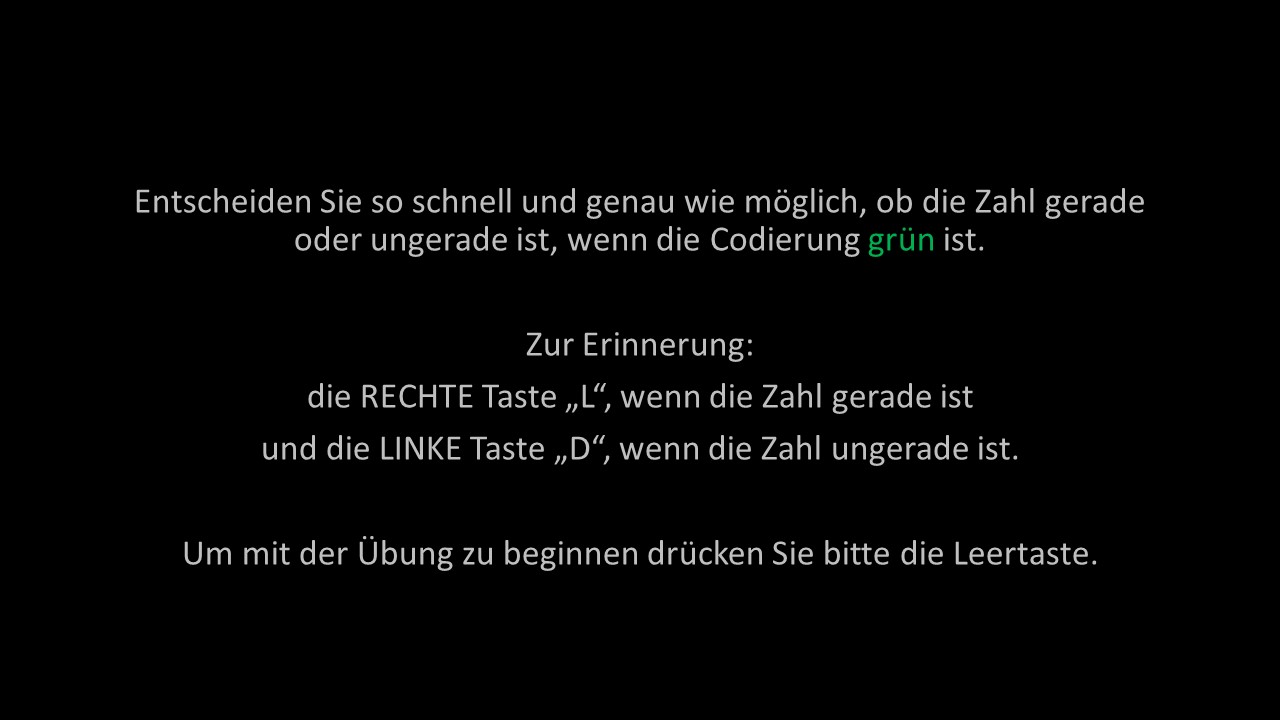 Entscheiden Sie so schnell und genau wie möglich, ob die Zahl gerade
oder ungerade ist, wenn die Codierung grün ist.
Zur Erinnerung:
die RECHTE Taste „L“, wenn die Zahl gerade ist
und die LINKE Taste „D“, wenn die Zahl ungerade ist.
Um mit der Übung zu beginnen drücken Sie bitte die Leertaste.